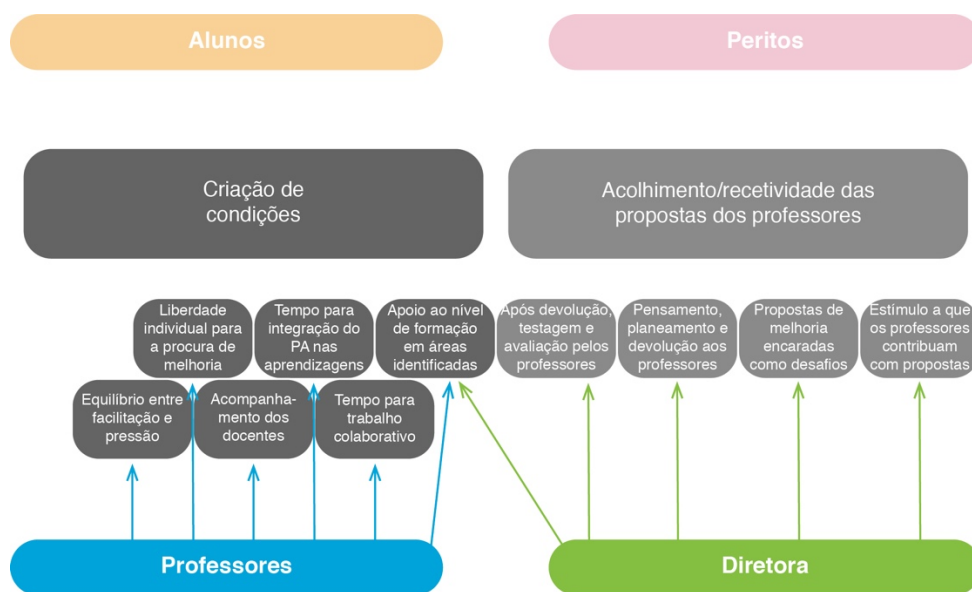 Alunos
Peritos
Criação de
condições
Acolhimento/recetividade das
propostas dos professores
Liberdade
individual para
a procura de
melhoria
Tempo para
integração do
PA nas
aprendizagens
Apoio ao nível
de formação
em áreas
identificadas
Após devolução,
testagem e
avaliação pelos
professores
Pensamento,
planeamento e
devolução aos
professores
Propostas de
melhoria
encaradas
como desafios
Estímulo a que
os professores
contribuam
com propostas
Equilíbrio entre
facilitação e
pressão
Acompanha-
mento dos
docentes
Tempo para
trabalho
colaborativo
Professores
Diretora